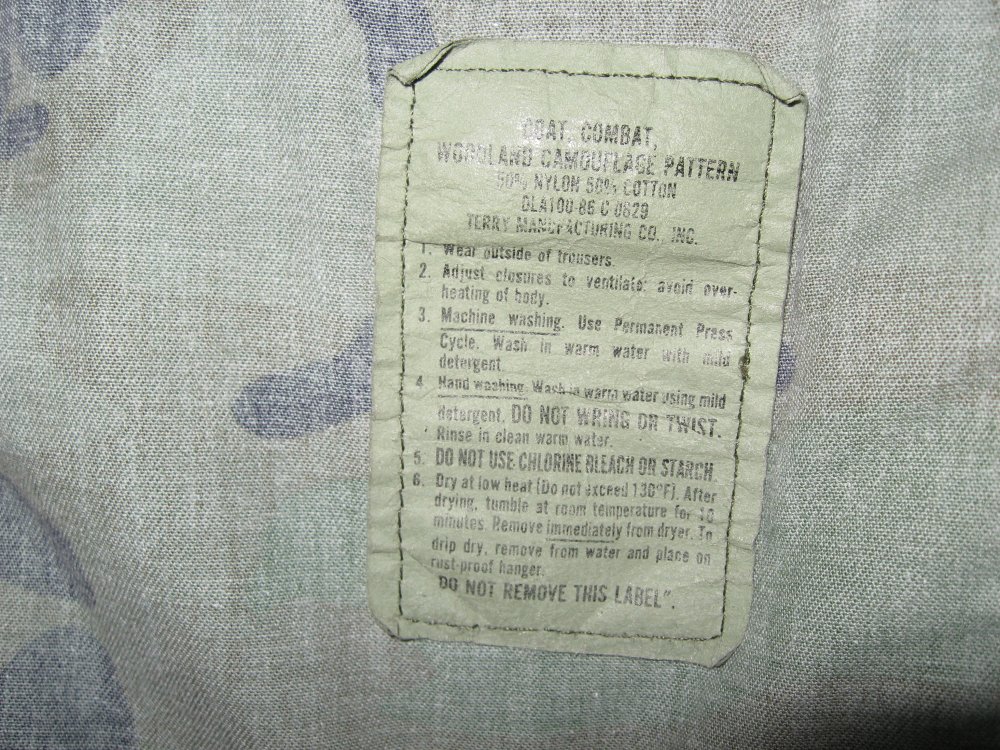 COAT, COMBAT,
WOODLAND CAMOUFLAGE PATTERN
50% NYLON 50% COTTON
DLA100-86-C-0629
TERRY MANUFACTURING CO., INC.
1. Wear outside of trousers.
2. Adjust closures to ventilate; avoid over-
heating of body.
3. Machine washing. Use Permanent Press
Cycle. Wash in warm water with mild
detergent.
4. Hand washing. Wash in warm water using mild
detergent. DO NOT WRING OR TWIST.
Rinse in clean warm water.
5. DO NOT USE CHLORINE BLEACH OR STARCH.
6. Dry at low heat (Do not exceed 130°F). After
drying, tumble at room temperature for 10
minutes. Remove immediately from dryer. To
drip dry, remove from water and place on
rust-proof hanger.
DO NOT REMOVE THIS LABEL".